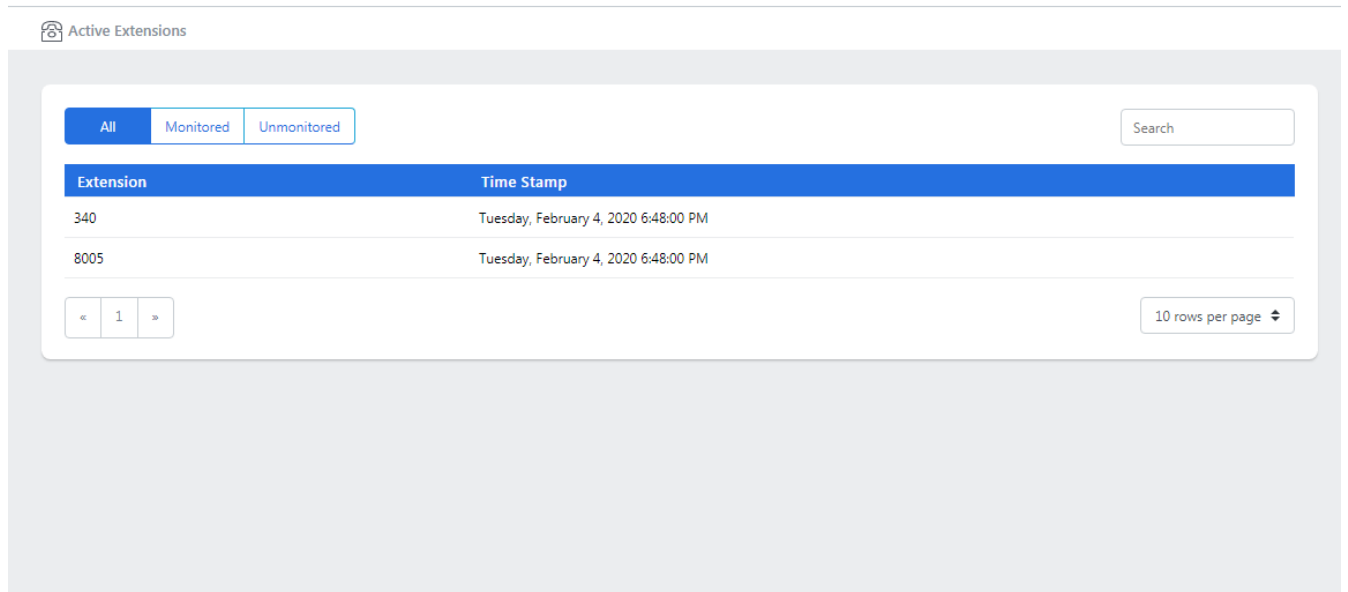 Active Extensions
All Monitored Unmonitored Search
Extension Time Stamp
340 Tuesday, February 4, 2020 6:48:00 PM
8005 Tuesday, February 4, 2020 6:48:00 PM
« 1 » 10 rows per page